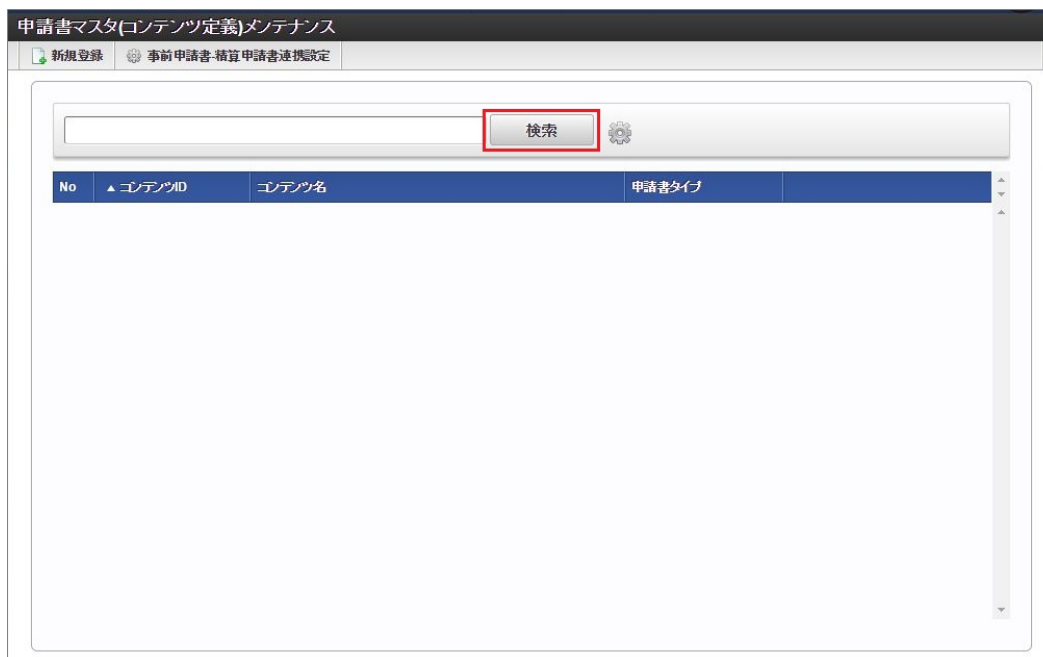 申請書マスタ(コンテンツ定義)メンテナンス
新規登録 事前申請書-精算申請書連携設定
検索
No ▲コンテンツID コンテンツ名 申請書タイプ